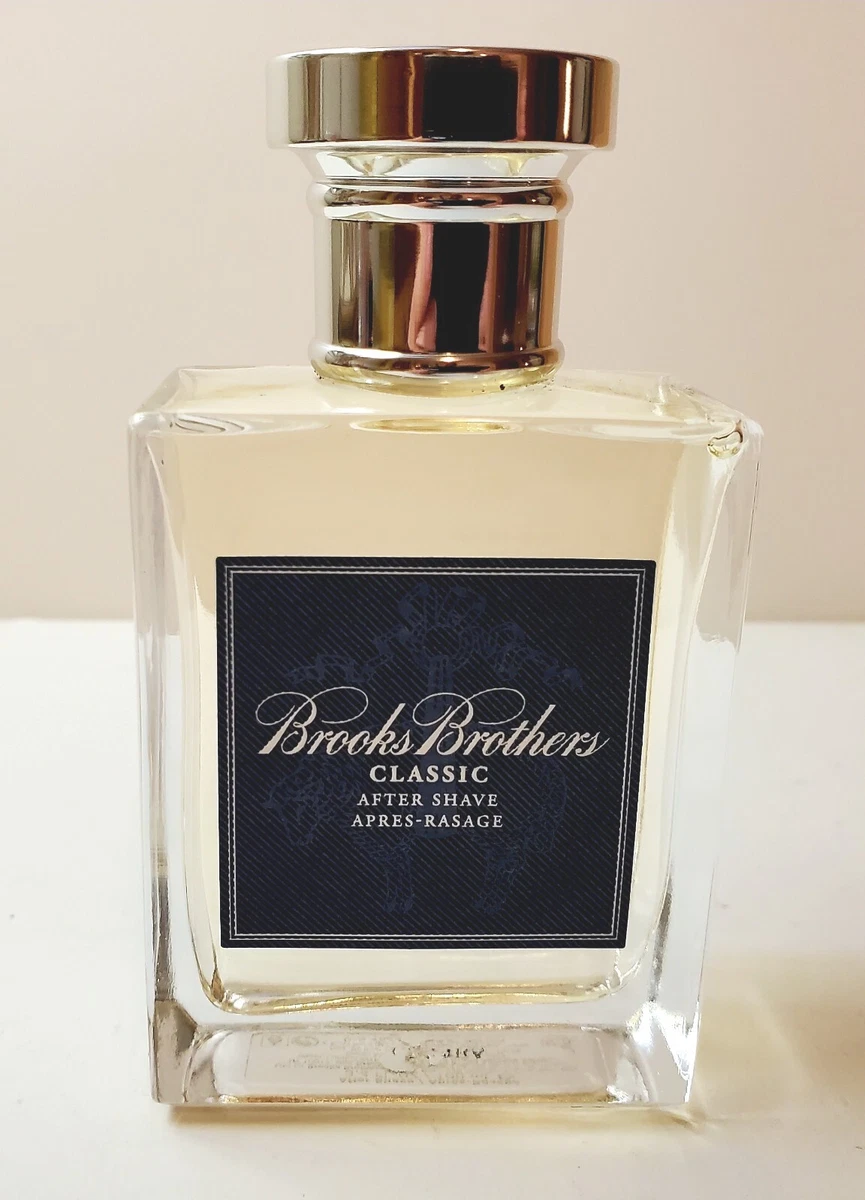 Brooks Brothers
CLASSIC
AFTER SHAVE
APRES-RASAGE